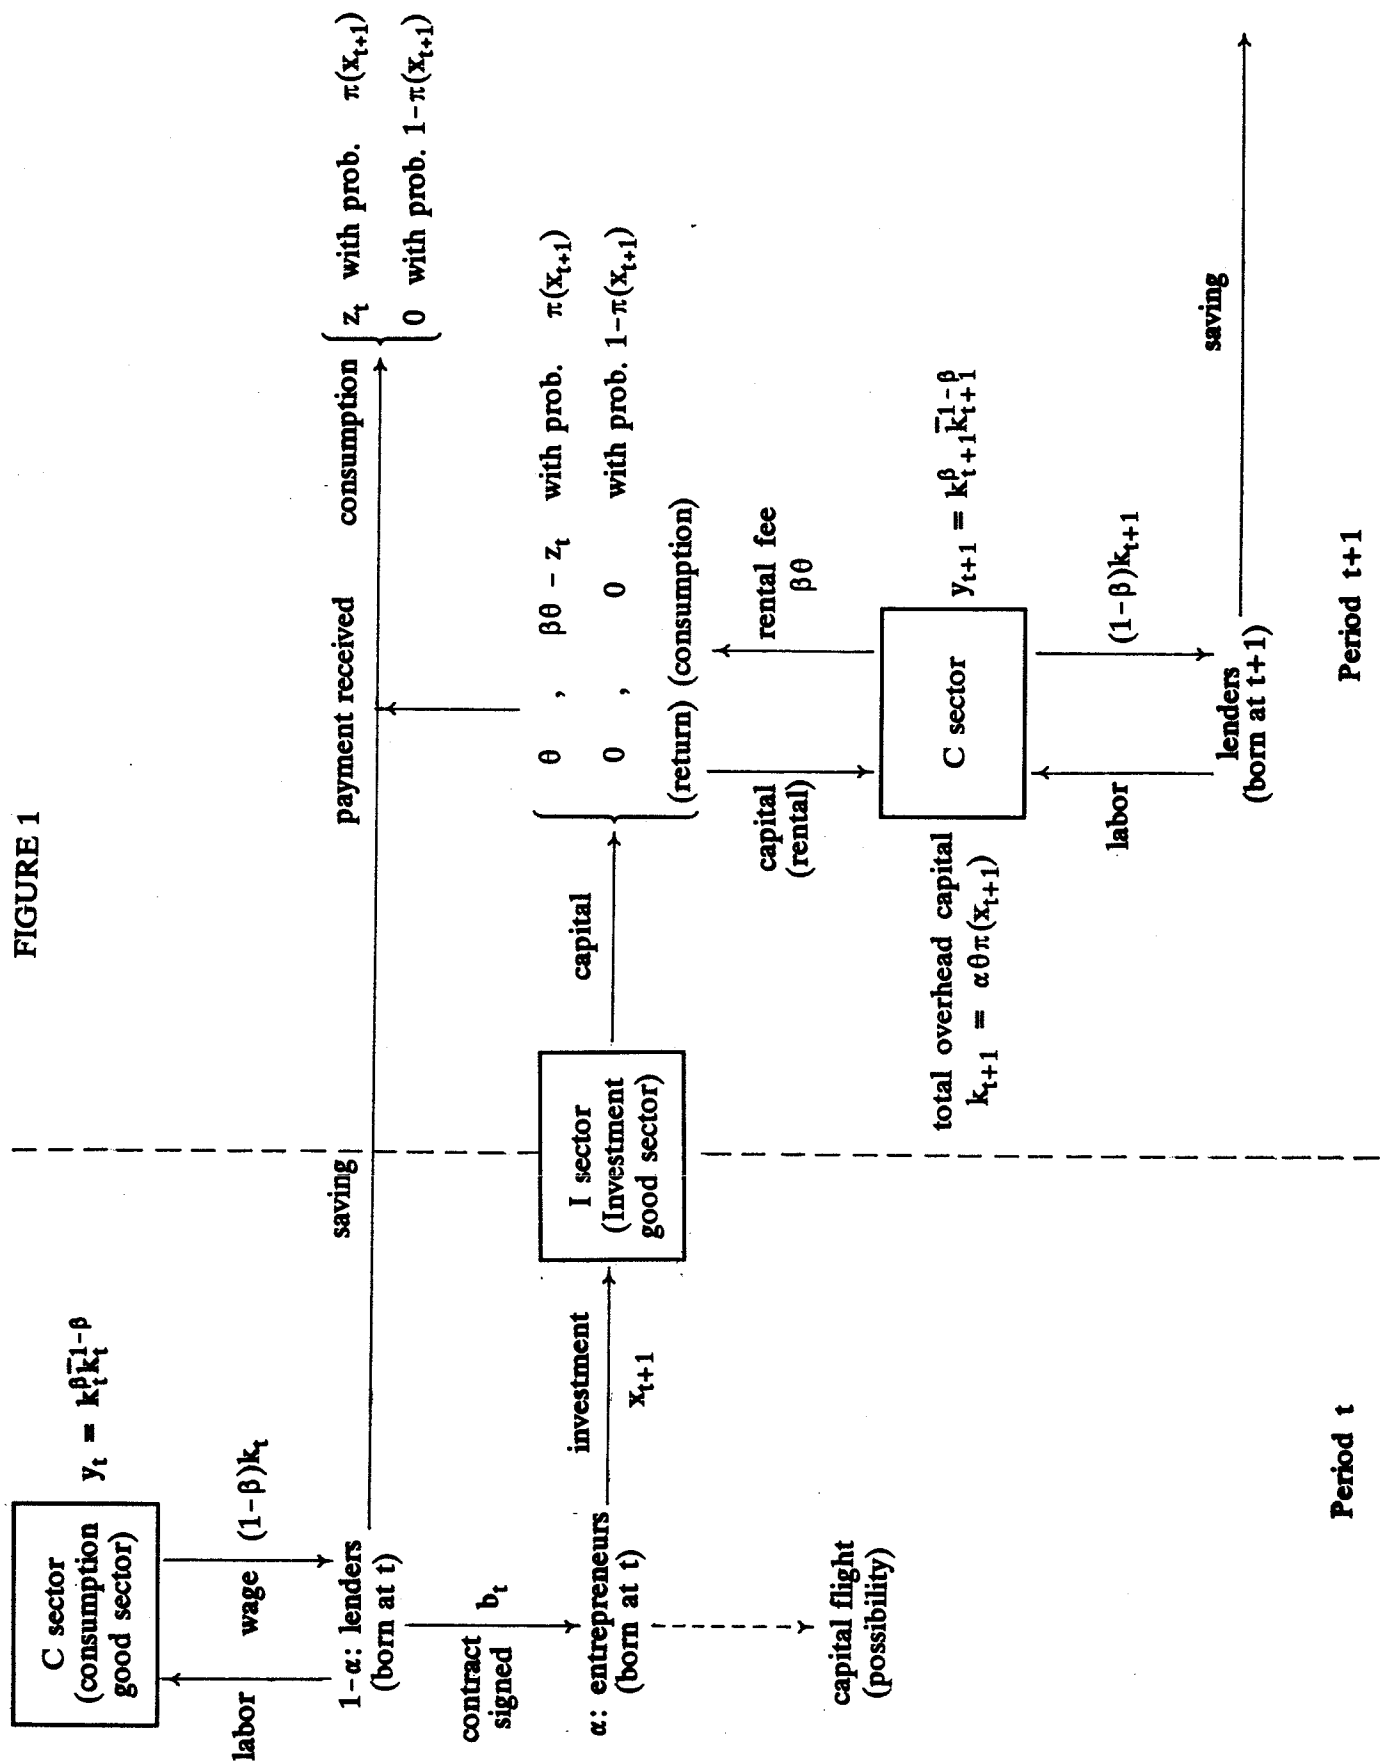 FIGURE 1
C sector
(consumption
good sector)
y_t = k_t^β k̄_t^{1-β}
labor
wage
(1-β)k_t
1-α: lenders
(born at t)
saving
payment received
consumption
z_t with prob. π(x_{t+1})
0 with prob. 1-π(x_{t+1})
contract
signed
b_t
α: entrepreneurs
(born at t)
investment
x_{t+1}
I sector
(Investment
good sector)
capital
θ , βθ - z_t with prob. π(x_{t+1})
0 , 0 with prob. 1-π(x_{t+1})
(return) (consumption)
capital flight
(possibility)
capital
(rental)
rental fee
βθ
total overhead capital
k_{t+1} = αθπ(x_{t+1})
C sector
y_{t+1} = k_{t+1}^β k̄_{t+1}^{1-β}
labor
(1-β)k_{t+1}
lenders
(born at t+1)
saving
Period t
Period t+1